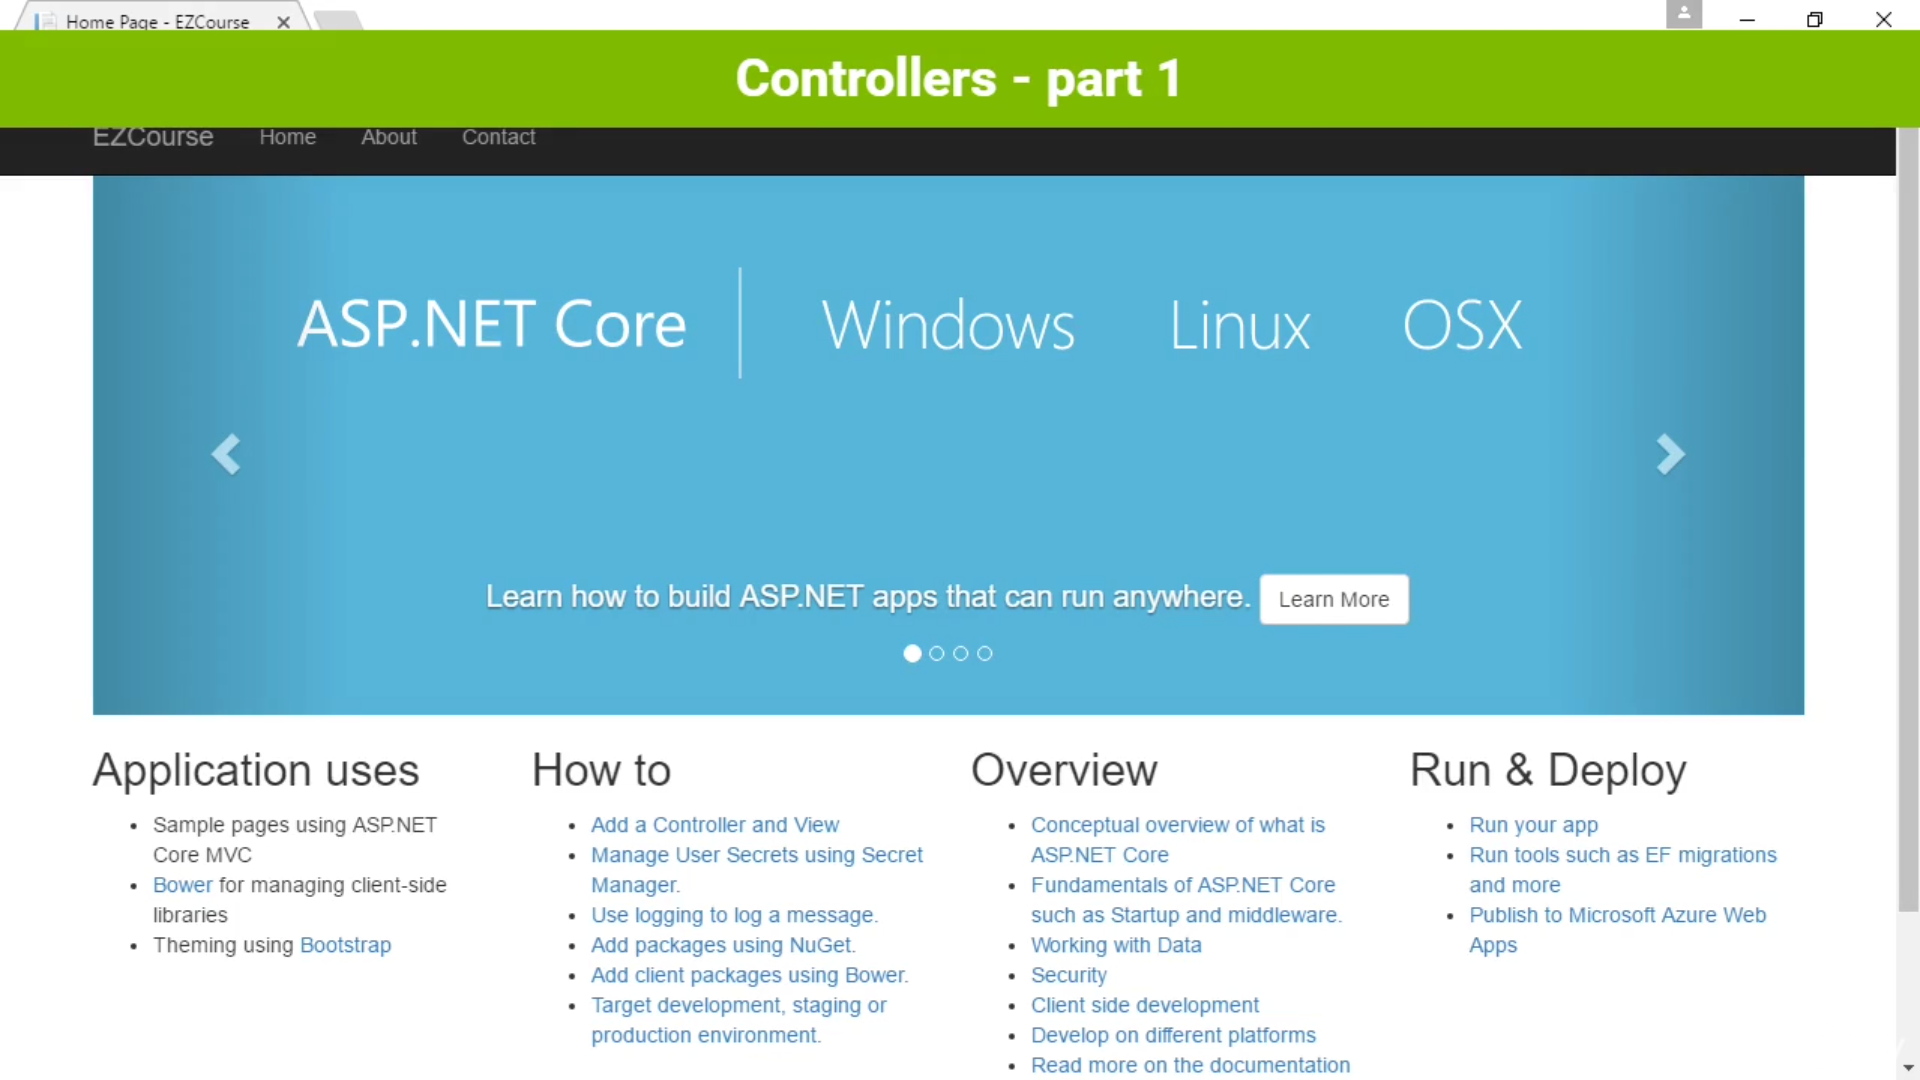 Home Page - EZCourse
Controllers - part 1
EZCourse Home About Contact
ASP.NET Core Windows Linux OSX
Learn how to build ASP.NET apps that can run anywhere. Learn More
Application uses
Sample pages using ASP.NET
Core MVC
Bower for managing client-side
libraries
Theming using Bootstrap
How to
Add a Controller and View
Manage User Secrets using Secret
Manager.
Use logging to log a message.
Add packages using NuGet.
Add client packages using Bower.
Target development, staging or
production environment.
Overview
Conceptual overview of what is
ASP.NET Core
Fundamentals of ASP.NET Core
such as Startup and middleware.
Working with Data
Security
Client side development
Develop on different platforms
Read more on the documentation
Run & Deploy
Run your app
Run tools such as EF migrations
and more
Publish to Microsoft Azure Web
Apps